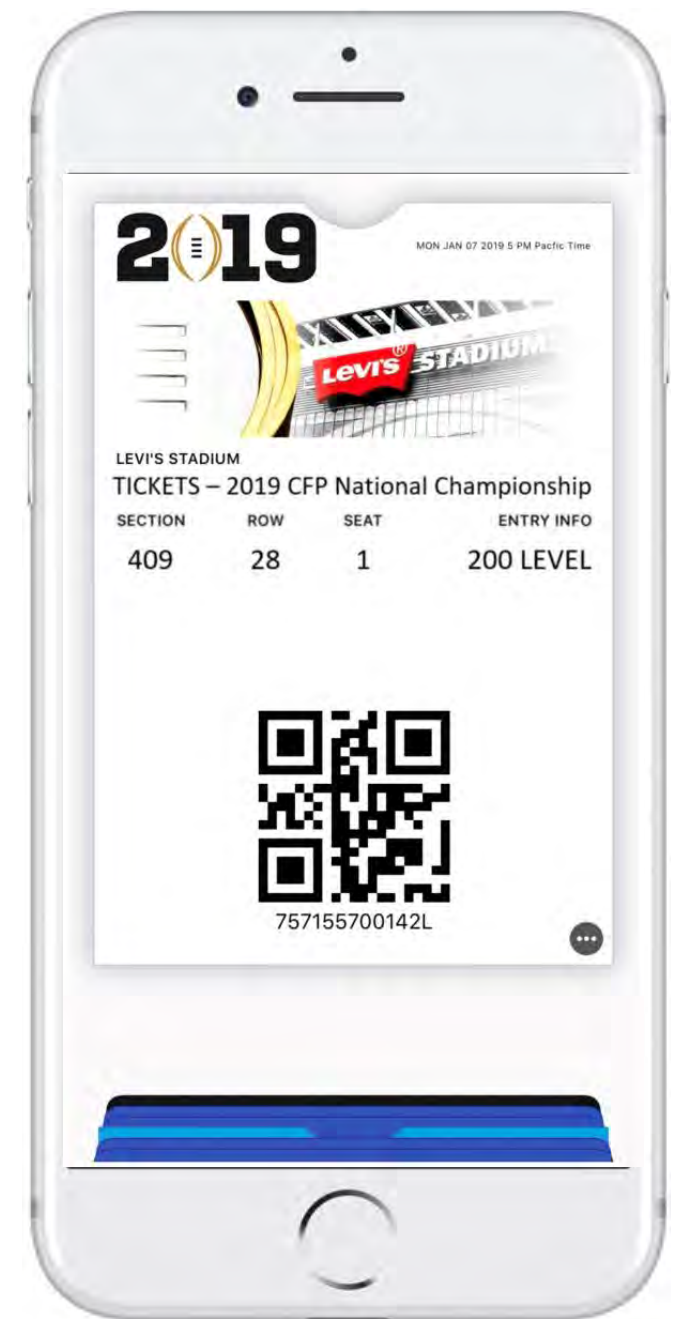 2019
MON JAN 07 2019 5 PM Pacfic Time
LEVI'S® STADIUM
LEVI'S STADIUM
TICKETS – 2019 CFP National Championship
SECTION ROW SEAT ENTRY INFO
409 28 1 200 LEVEL
757155700142L